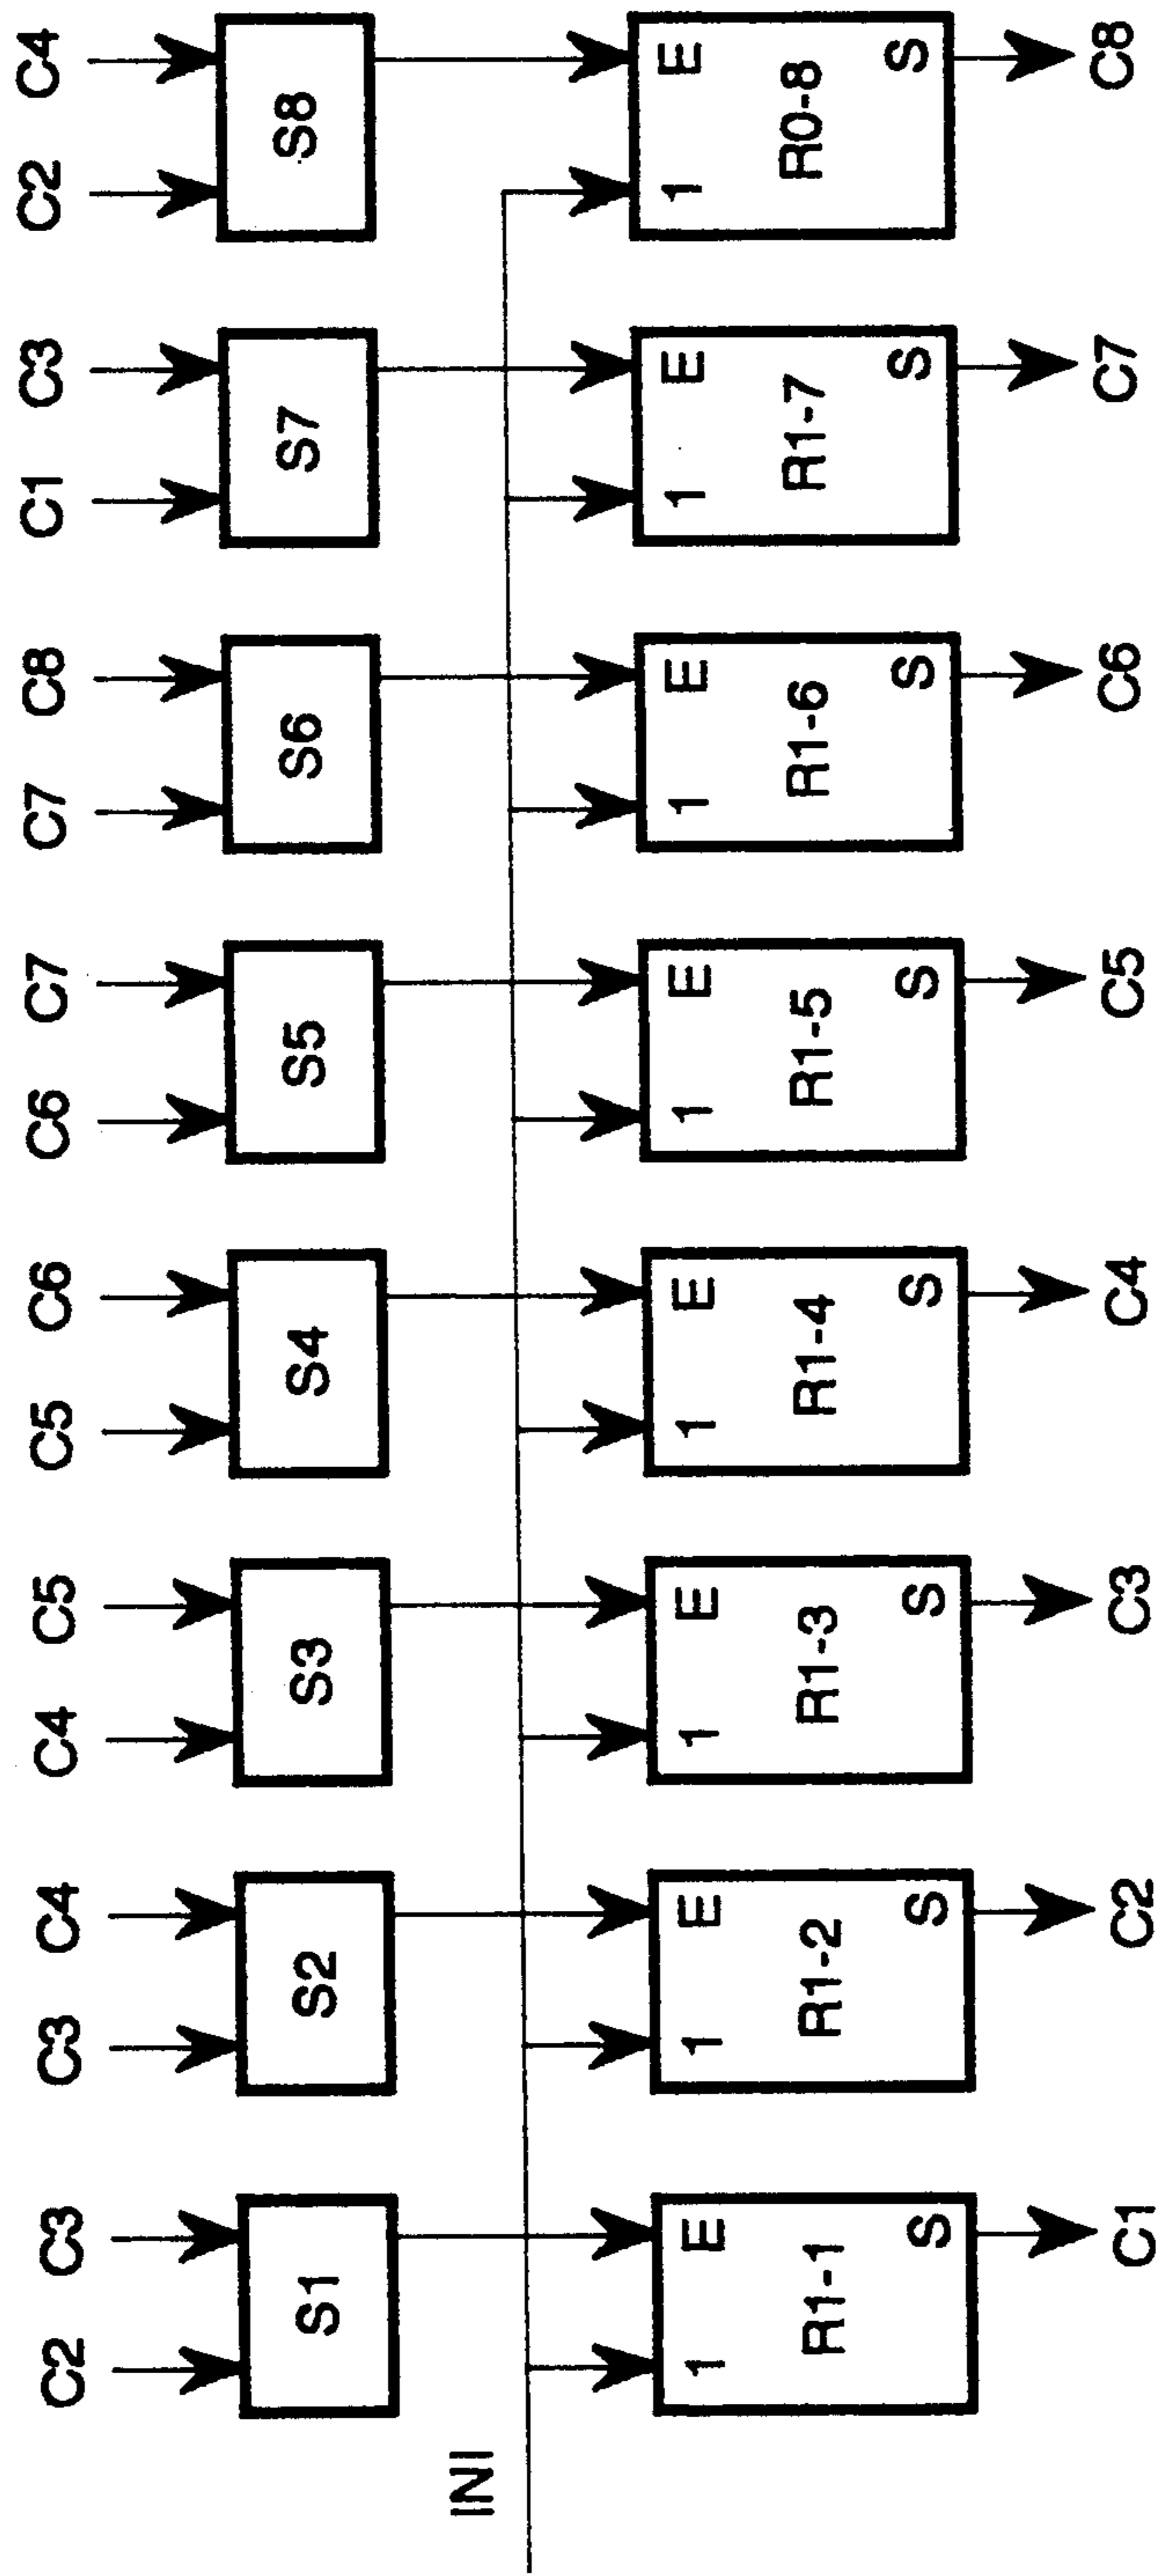 C2 C3 C3 C4 C4 C5 C5 C6 C6 C7 C7 C8 C1 C3 C2 C4
S1 S2 S3 S4 S5 S6 S7 S8
INI
1 E 1 E 1 E 1 E 1 E 1 E 1 E 1 E
R1-1 R1-2 R1-3 R1-4 R1-5 R1-6 R1-7 R0-8
S S S S S S S S
C1 C2 C3 C4 C5 C6 C7 C8